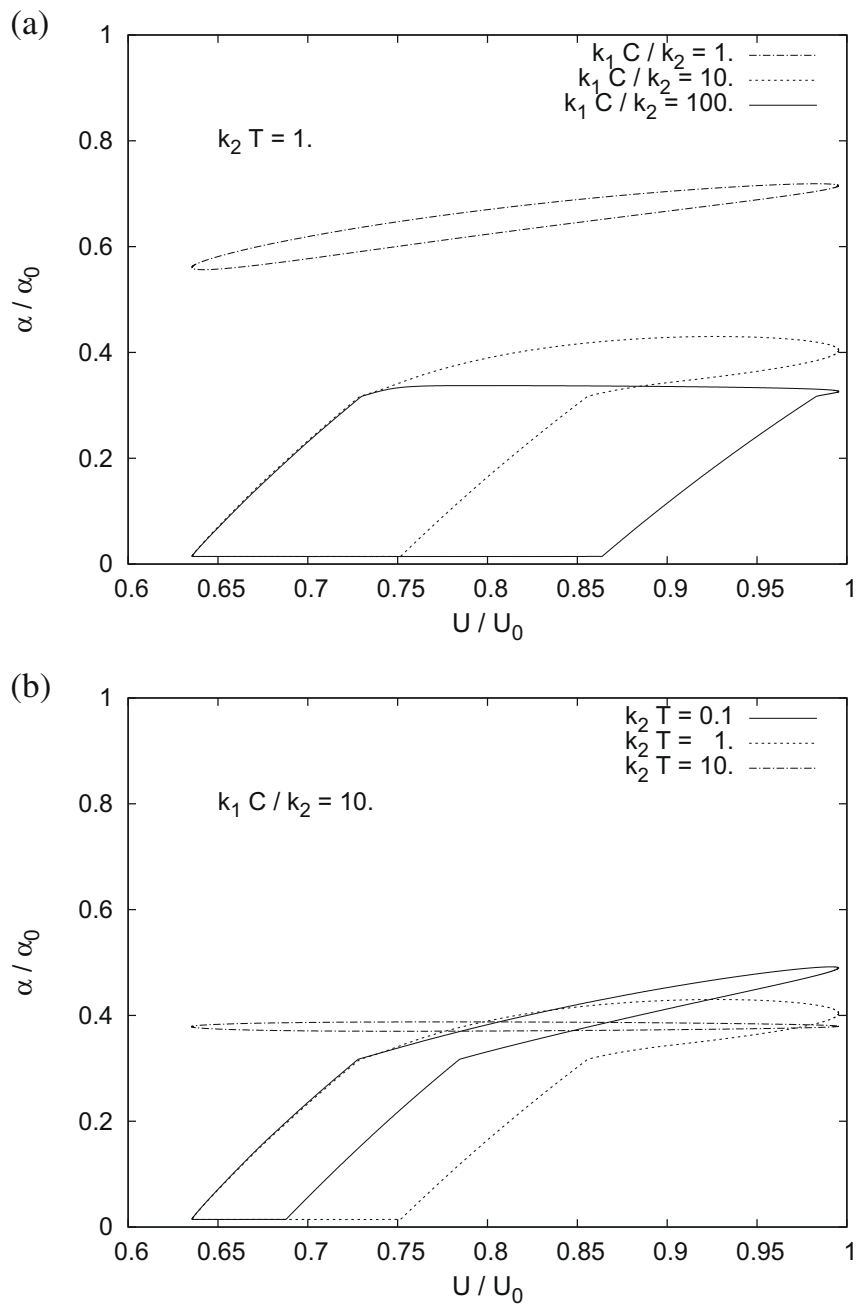 (a)
1
k₁ C / k₂ = 1.
k₁ C / k₂ = 10.
k₁ C / k₂ = 100.
k₂ T = 1.
0.8
0.6
α / α₀
0.4
0.2
0
0.6 0.65 0.7 0.75 0.8 0.85 0.9 0.95 1
U / U₀
(b)
1
k₂ T = 0.1
k₂ T = 1.
k₂ T = 10.
k₁ C / k₂ = 10.
0.8
0.6
α / α₀
0.4
0.2
0
0.6 0.65 0.7 0.75 0.8 0.85 0.9 0.95 1
U / U₀